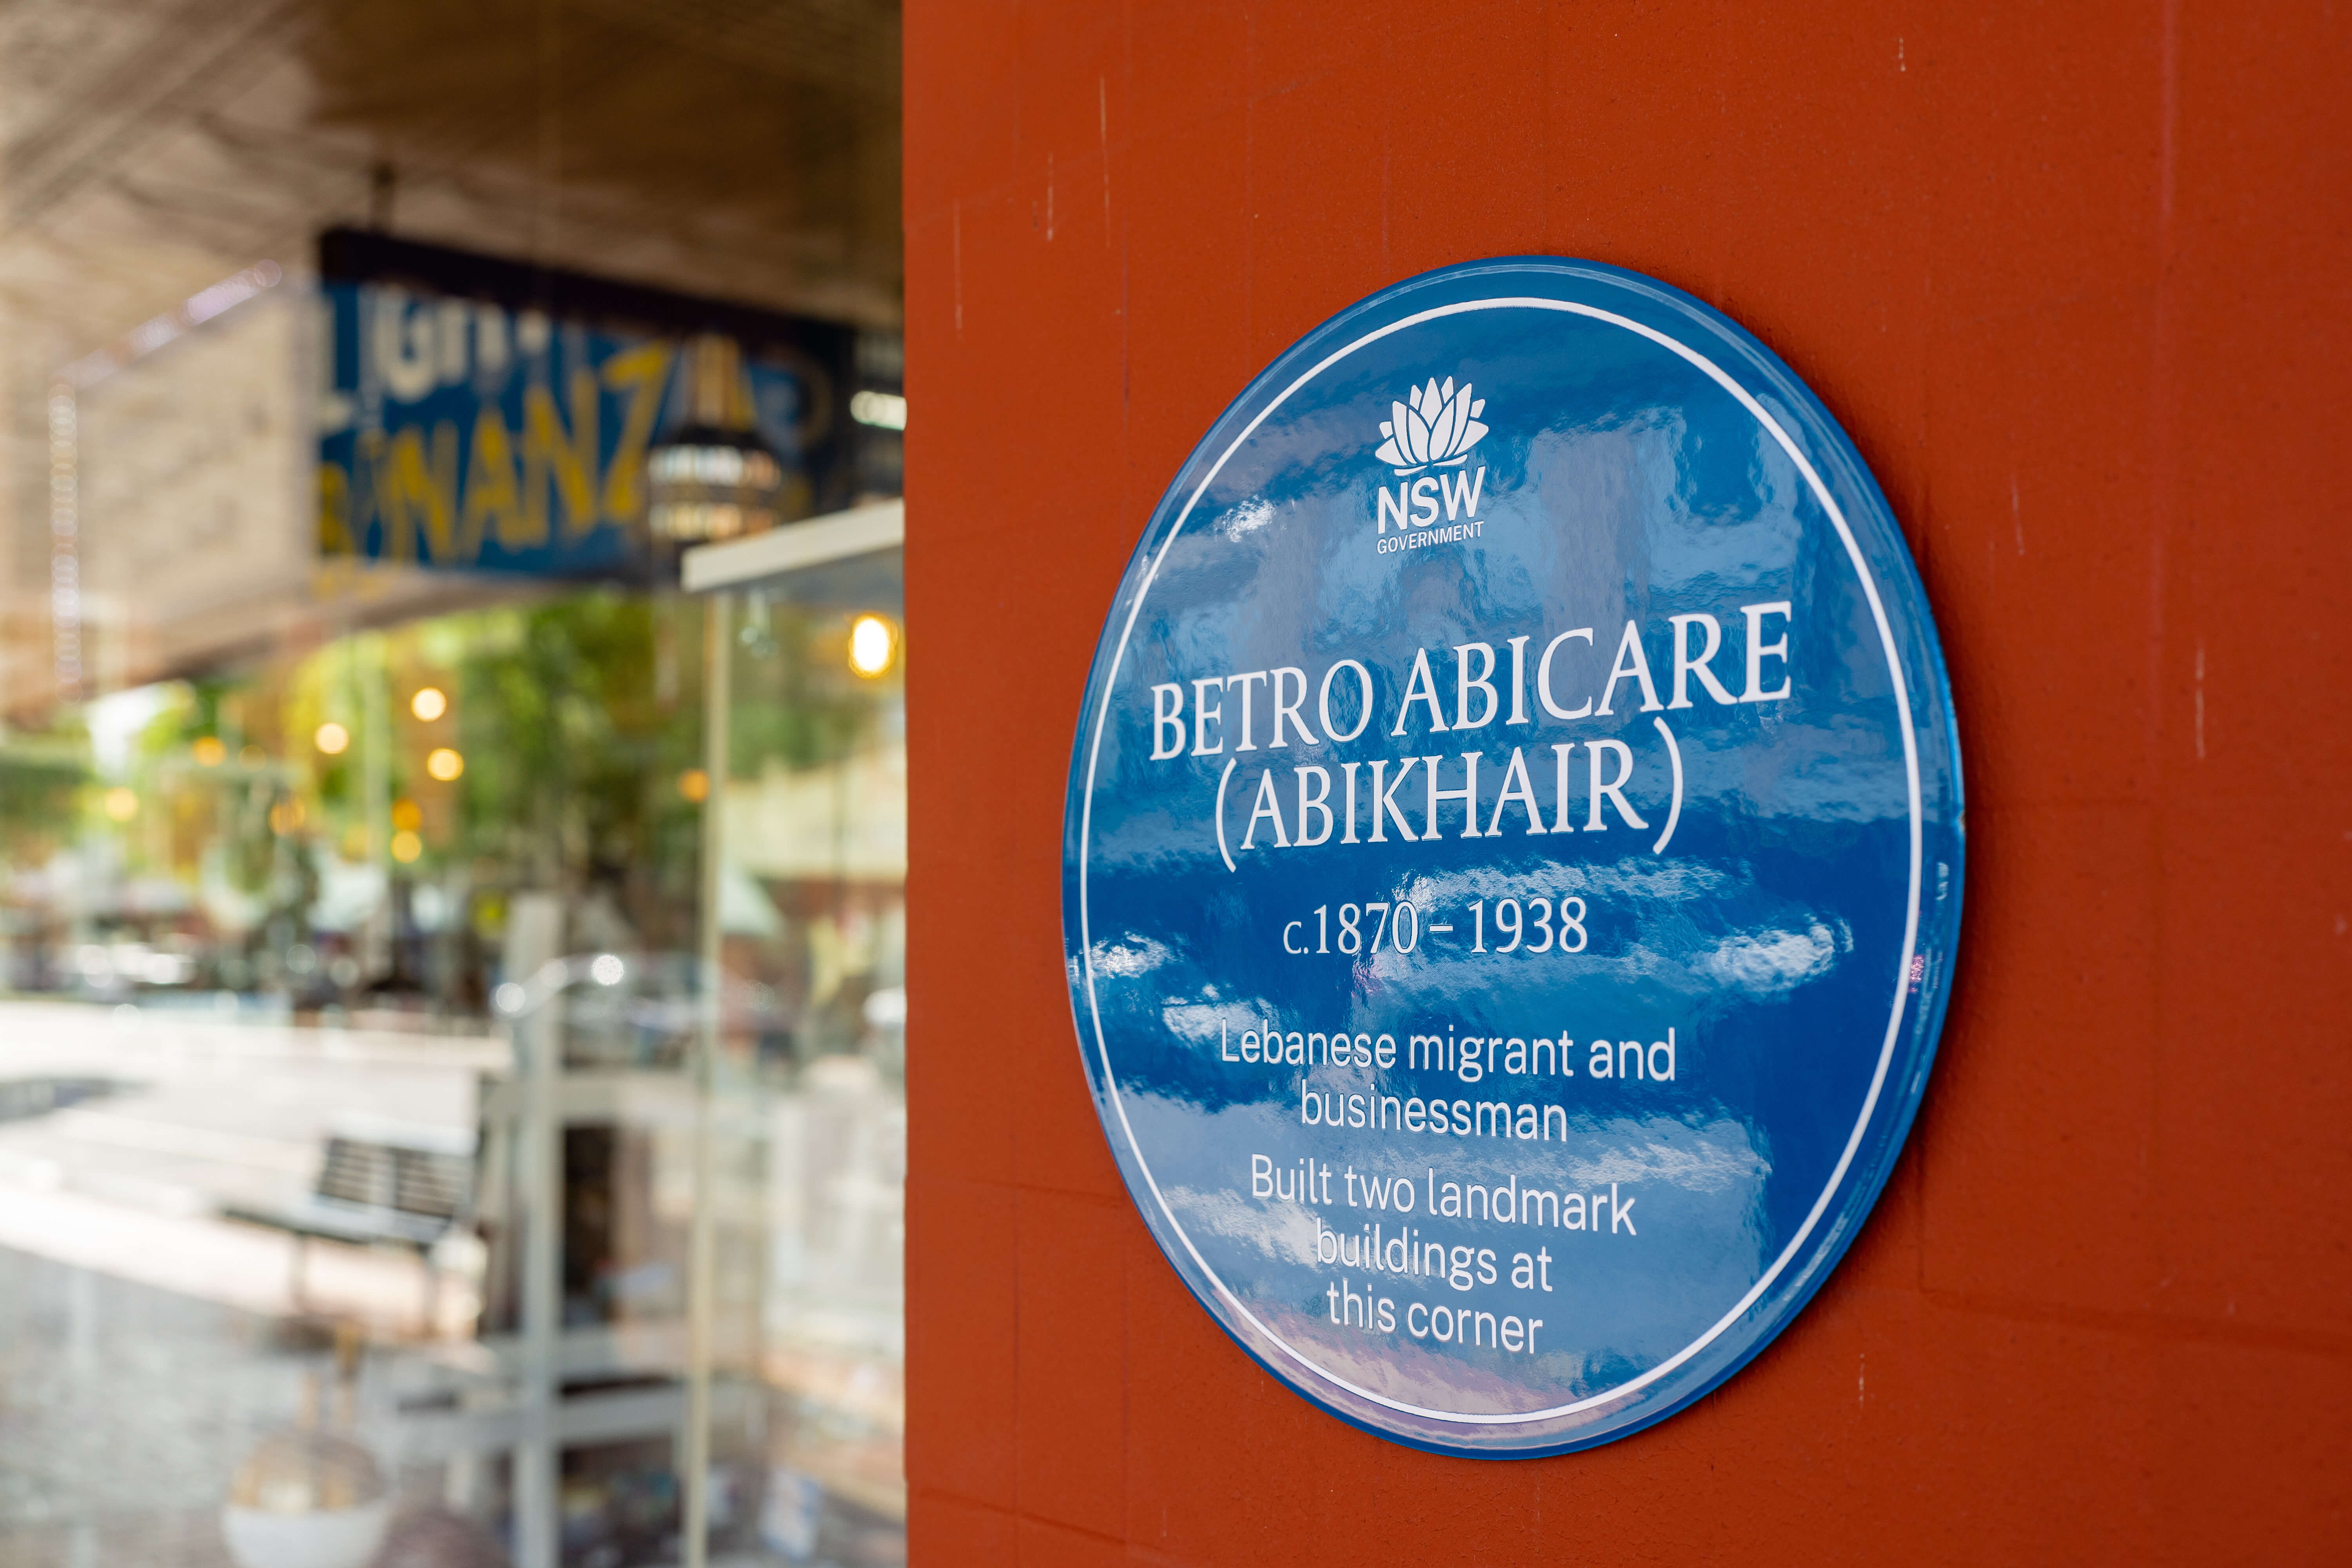 NSW
GOVERNMENT
BETRO ABICARE
(ABIKHAIR)
c.1870 – 1938
Lebanese migrant and
businessman
Built two landmark
buildings at
this corner